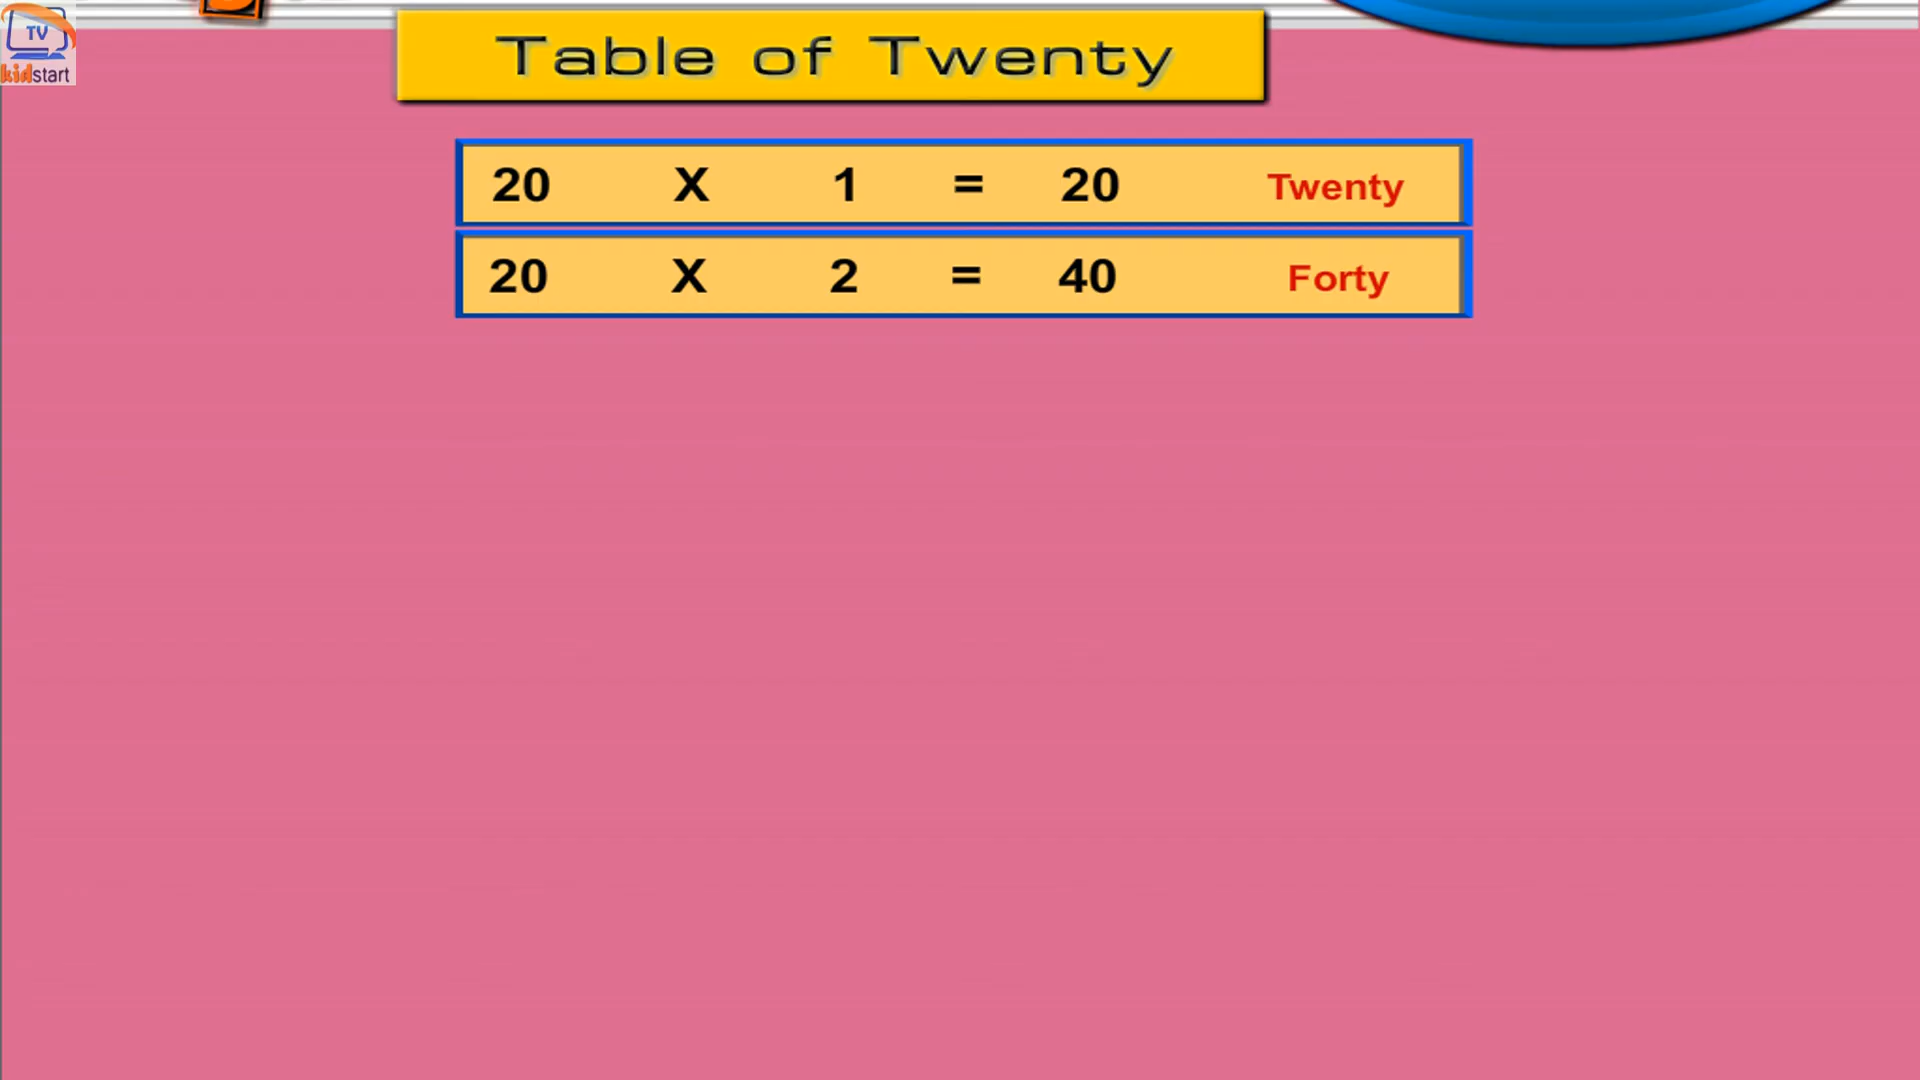 TV
kidstart
Table of Twenty
20 X 1 = 20 Twenty
20 X 2 = 40 Forty